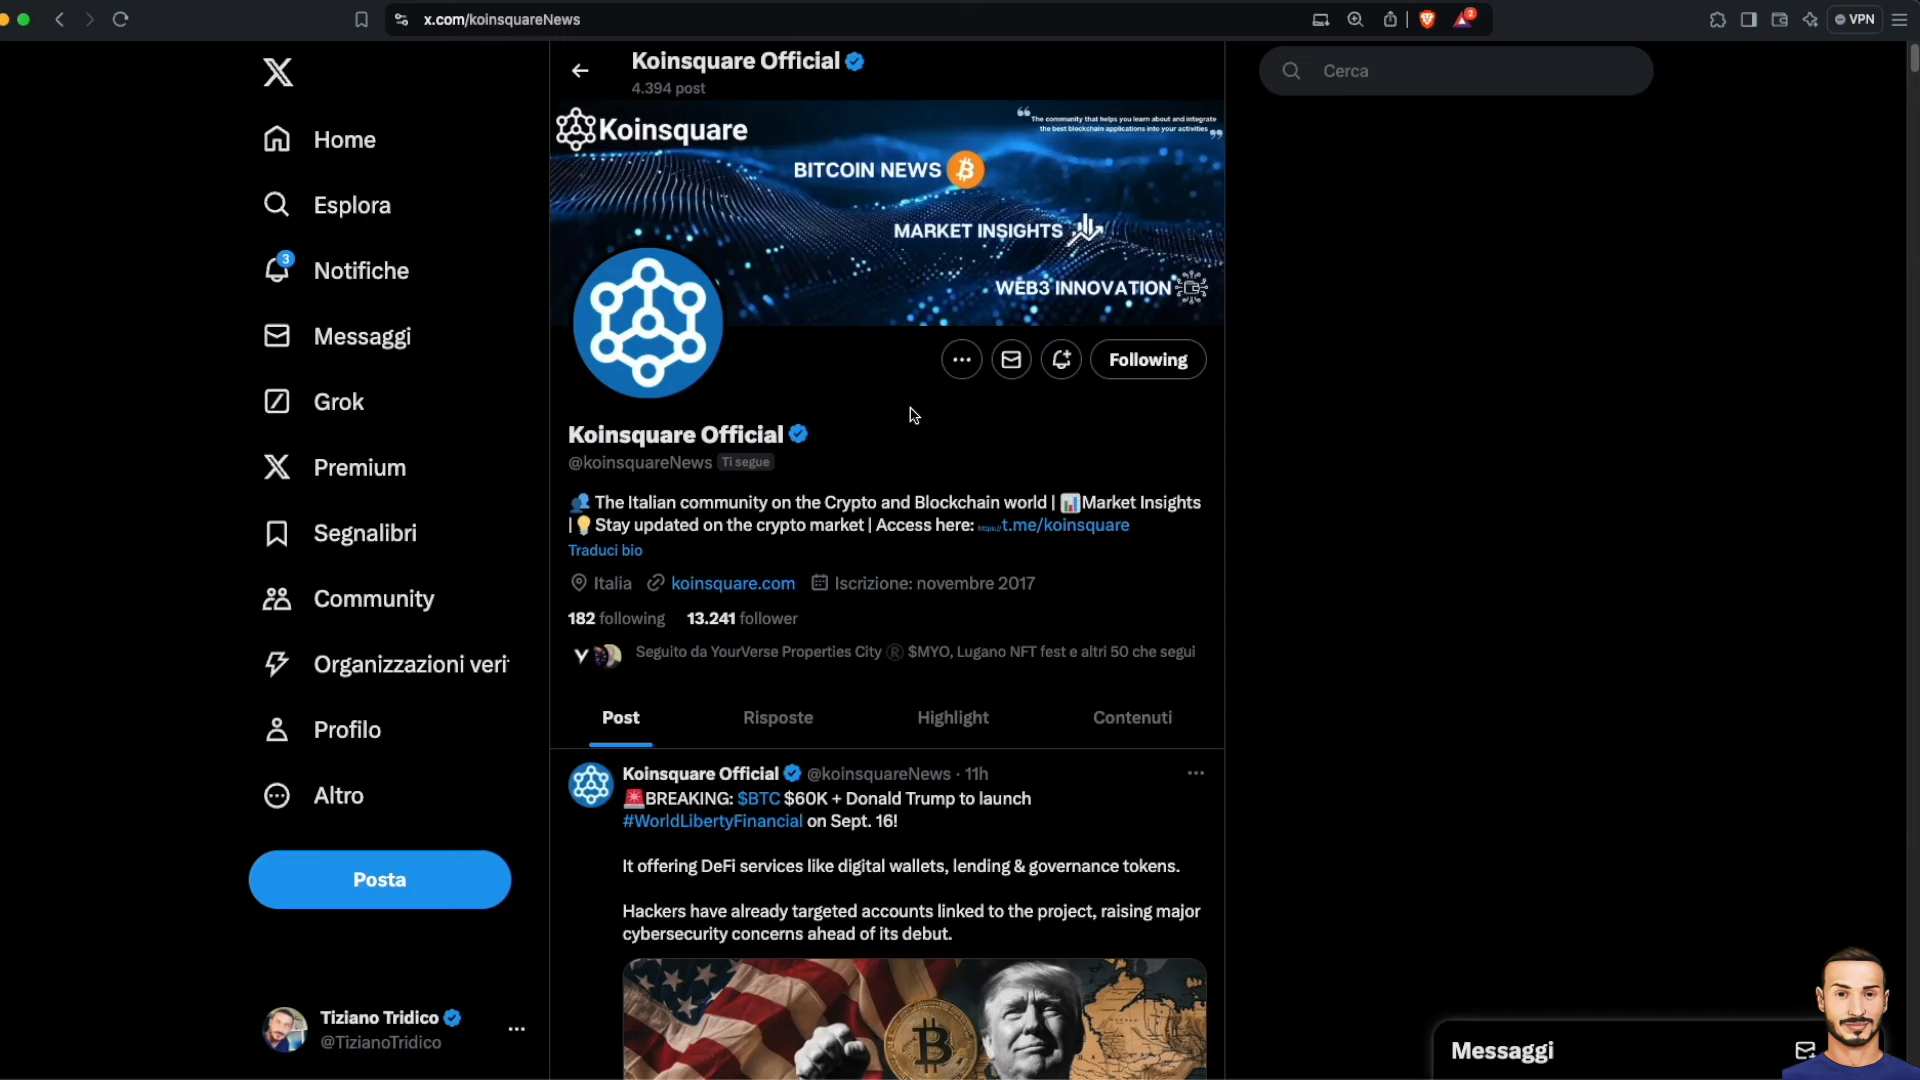 x.com/koinsquareNews
2
VPN
Koinsquare Official
4.394 post
Cerca
Koinsquare
The community that helps you learn about and integrate
the best blockchain applications into your activities
BITCOIN NEWS
MARKET INSIGHTS
WEB3 INNOVATION
Home
Esplora
3
Notifiche
Messaggi
Grok
Premium
Segnalibri
Community
Organizzazioni veri
Profilo
Altro
Posta
Tiziano Tridico
@TizianoTridico
Following
Koinsquare Official
@koinsquareNews Ti segue
The Italian community on the Crypto and Blockchain world | Market Insights
| Stay updated on the crypto market | Access here: https://t.me/koinsquare
Traduci bio
Italia koinsquare.com Iscrizione: novembre 2017
182 following 13.241 follower
Seguito da YourVerse Properties City ® $MYO, Lugano NFT fest e altri 50 che segui
Post Risposte Highlight Contenuti
Koinsquare Official @koinsquareNews · 11h
🚨BREAKING: $BTC $60K + Donald Trump to launch
#WorldLibertyFinancial on Sept. 16!
It offering DeFi services like digital wallets, lending & governance tokens.
Hackers have already targeted accounts linked to the project, raising major
cybersecurity concerns ahead of its debut.
Messaggi